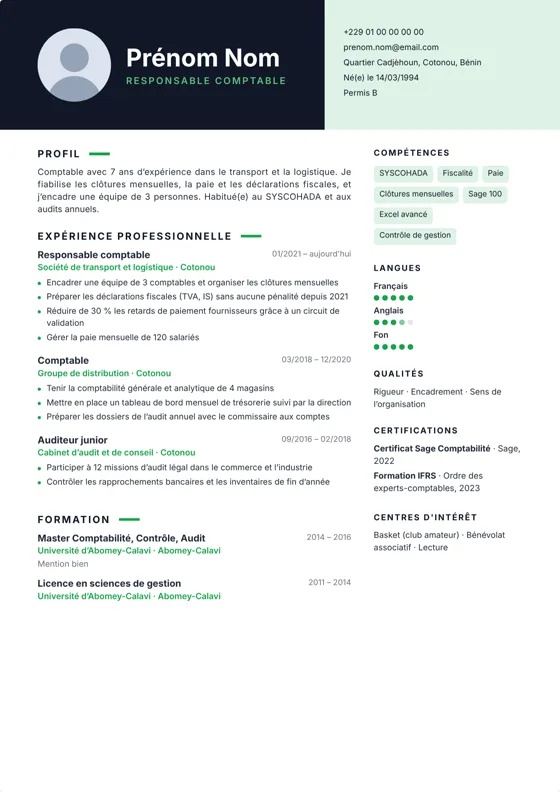 Prénom Nom
RESPONSABLE COMPTABLE
+229 01 00 00 00 00
prenom.nom@email.com
Quartier Cadjèhoun, Cotonou, Bénin
Né(e) le 14/03/1994
Permis B
PROFIL
Comptable avec 7 ans d’expérience dans le transport et la logistique. Je
fiabilise les clôtures mensuelles, la paie et les déclarations fiscales, et
j’encadre une équipe de 3 personnes. Habitué(e) au SYSCOHADA et aux
audits annuels.
EXPÉRIENCE PROFESSIONNELLE
Responsable comptable 01/2021 – aujourd’hui
Société de transport et logistique · Cotonou
• Encadrer une équipe de 3 comptables et organiser les clôtures mensuelles
• Préparer les déclarations fiscales (TVA, IS) sans aucune pénalité depuis 2021
• Réduire de 30 % les retards de paiement fournisseurs grâce à un circuit de
validation
• Gérer la paie mensuelle de 120 salariés
Comptable 03/2018 – 12/2020
Groupe de distribution · Cotonou
• Tenir la comptabilité générale et analytique de 4 magasins
• Mettre en place un tableau de bord mensuel de trésorerie suivi par la direction
• Préparer les dossiers de l’audit annuel avec le commissaire aux comptes
Auditeur junior 09/2016 – 02/2018
Cabinet d’audit et de conseil · Cotonou
• Participer à 12 missions d’audit légal dans le commerce et l’industrie
• Contrôler les rapprochements bancaires et les inventaires de fin d’année
FORMATION
Master Comptabilité, Contrôle, Audit 2014 – 2016
Université d’Abomey-Calavi · Abomey-Calavi
Mention bien
Licence en sciences de gestion 2011 – 2014
Université d’Abomey-Calavi · Abomey-Calavi
COMPÉTENCES
SYSCOHADA Fiscalité Paie
Clôtures mensuelles Sage 100
Excel avancé
Contrôle de gestion
LANGUES
Français
Anglais
Fon
QUALITÉS
Rigueur · Encadrement · Sens de
l’organisation
CERTIFICATIONS
Certificat Sage Comptabilité · Sage,
2022
Formation IFRS · Ordre des
experts-comptables, 2023
CENTRES D’INTÉRÊT
Basket (club amateur) · Bénévolat
associatif · Lecture